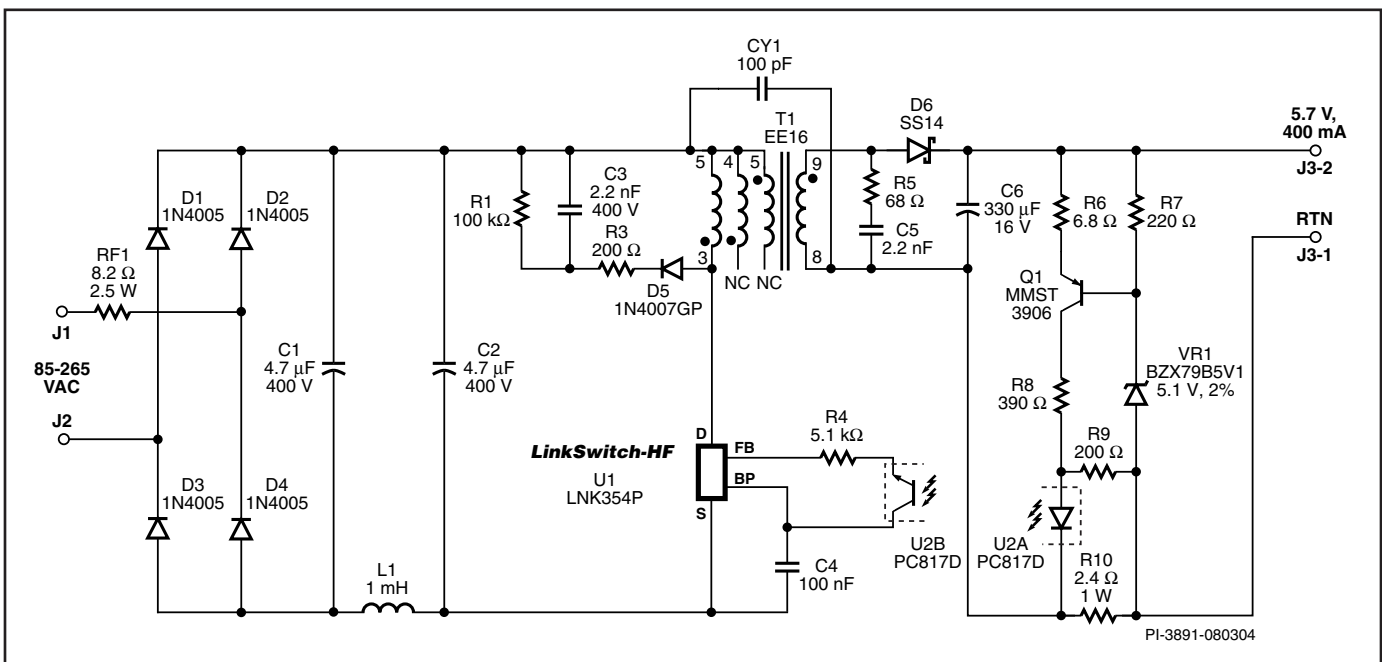 CY1
100 pF
D6
SS14
T1
EE16
5.7 V,
400 mA
J3-2
5
4
5
9
D1
1N4005
D2
1N4005
R1
100 kΩ
C3
2.2 nF
400 V
R5
68 Ω
C6
330 µF
16 V
R6
6.8 Ω
R7
220 Ω
RTN
J3-1
R3
200 Ω
C5
2.2 nF
RF1
8.2 Ω
2.5 W
3
8
D5
1N4007GP
NC NC
Q1
MMST
3906
J1
85-265
VAC
J2
C1
4.7 µF
400 V
C2
4.7 µF
400 V
VR1
BZX79B5V1
5.1 V, 2%
R8
390 Ω
R4
5.1 kΩ
R9
200 Ω
D
LinkSwitch-HF
FB
U1
LNK354P
BP
S
D3
1N4005
D4
1N4005
U2B
PC817D
U2A
PC817D
L1
1 mH
C4
100 nF
R10
2.4 Ω
1 W
PI-3891-080304